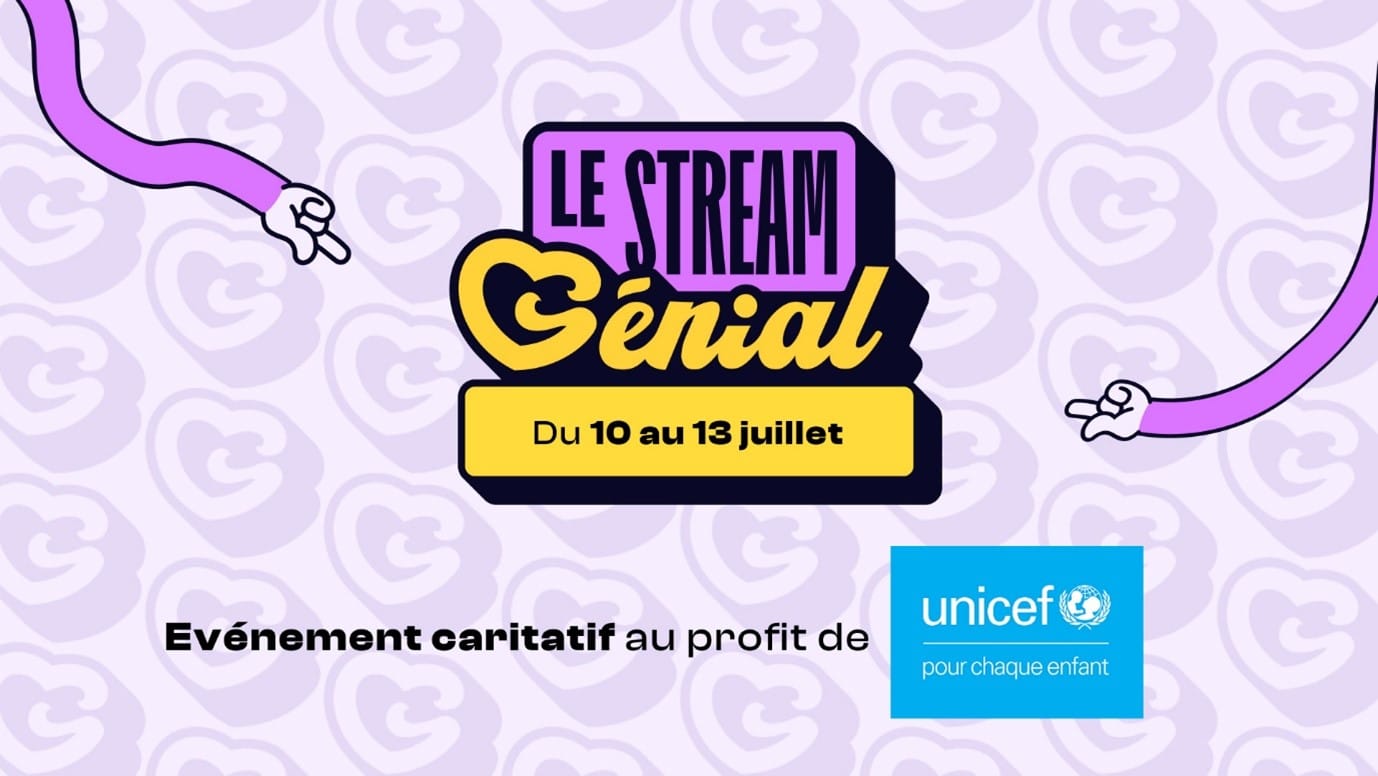 LE STREAM
Génial
Du 10 au 13 juillet
Evénement caritatif au profit de
unicef
pour chaque enfant